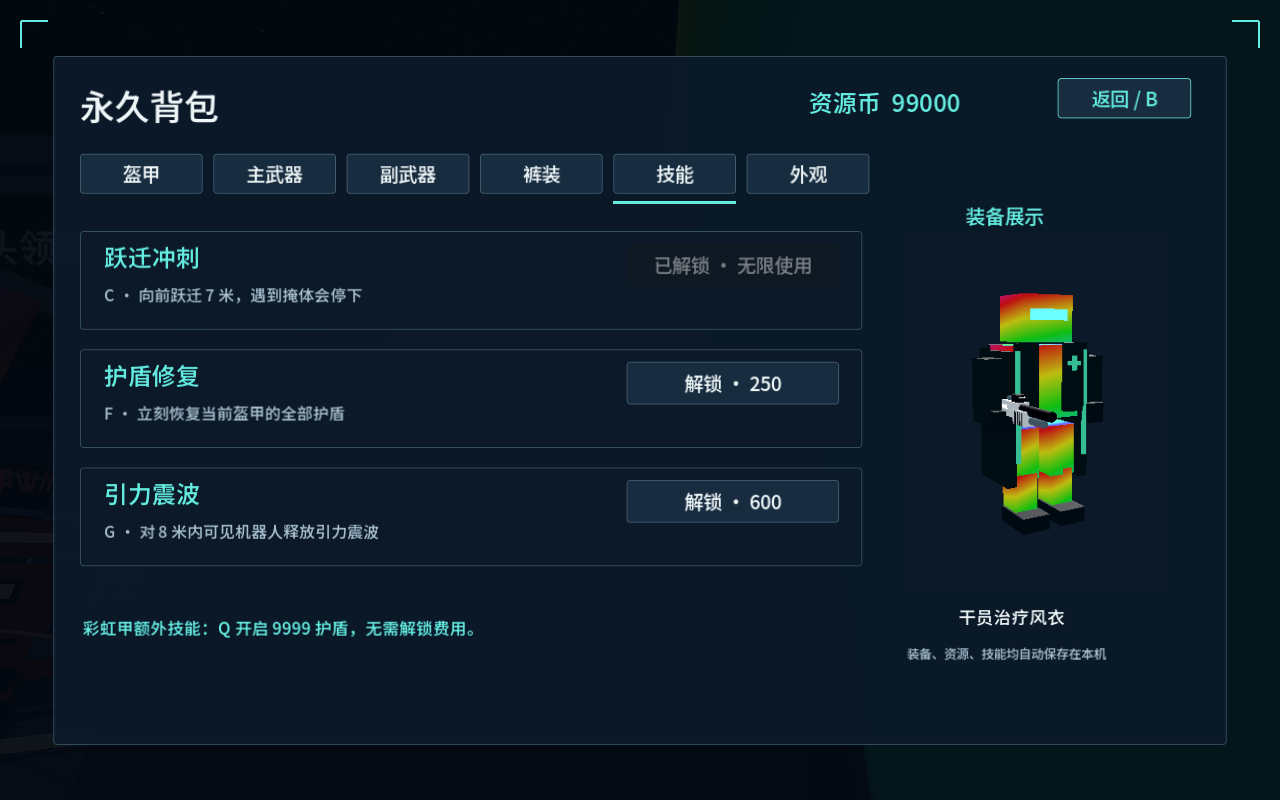 永久背包
资源币 99000
返回 / B
盔甲
主武器
副武器
裤装
技能
外观
装备展示
跃迁冲刺
已解锁 · 无限使用
C · 向前跃迁 7 米，遇到掩体会停下
护盾修复
解锁 · 250
F · 立刻恢复当前盔甲的全部护盾
引力震波
解锁 · 600
G · 对 8 米内可见机器人释放引力震波
彩虹甲额外技能：Q 开启 9999 护盾，无需解锁费用。
干员治疗风衣
装备、资源、技能均自动保存在本机